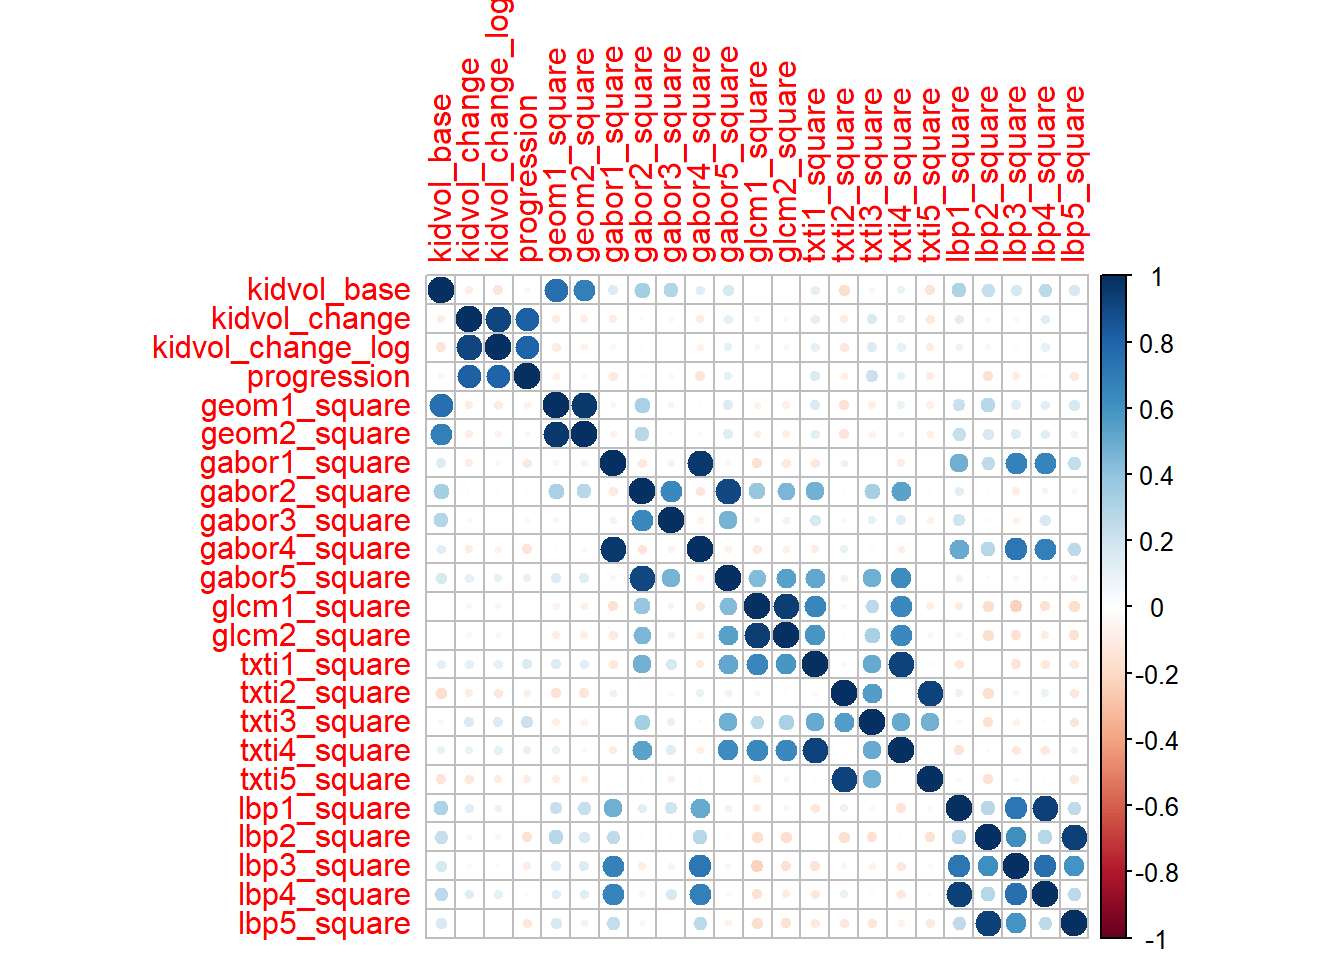 kidvol_base
kidvol_change
kidvol_change_log
progression
geom1_square
geom2_square
gabor1_square
gabor2_square
gabor3_square
gabor4_square
gabor5_square
glcm1_square
glcm2_square
txti1_square
txti2_square
txti3_square
txti4_square
txti5_square
lbp1_square
lbp2_square
lbp3_square
lbp4_square
lbp5_square
kidvol_base
kidvol_change
kidvol_change_log
progression
geom1_square
geom2_square
gabor1_square
gabor2_square
gabor3_square
gabor4_square
gabor5_square
glcm1_square
glcm2_square
txti1_square
txti2_square
txti3_square
txti4_square
txti5_square
lbp1_square
lbp2_square
lbp3_square
lbp4_square
lbp5_square
1
0.8
0.6
0.4
0.2
0
-0.2
-0.4
-0.6
-0.8
-1